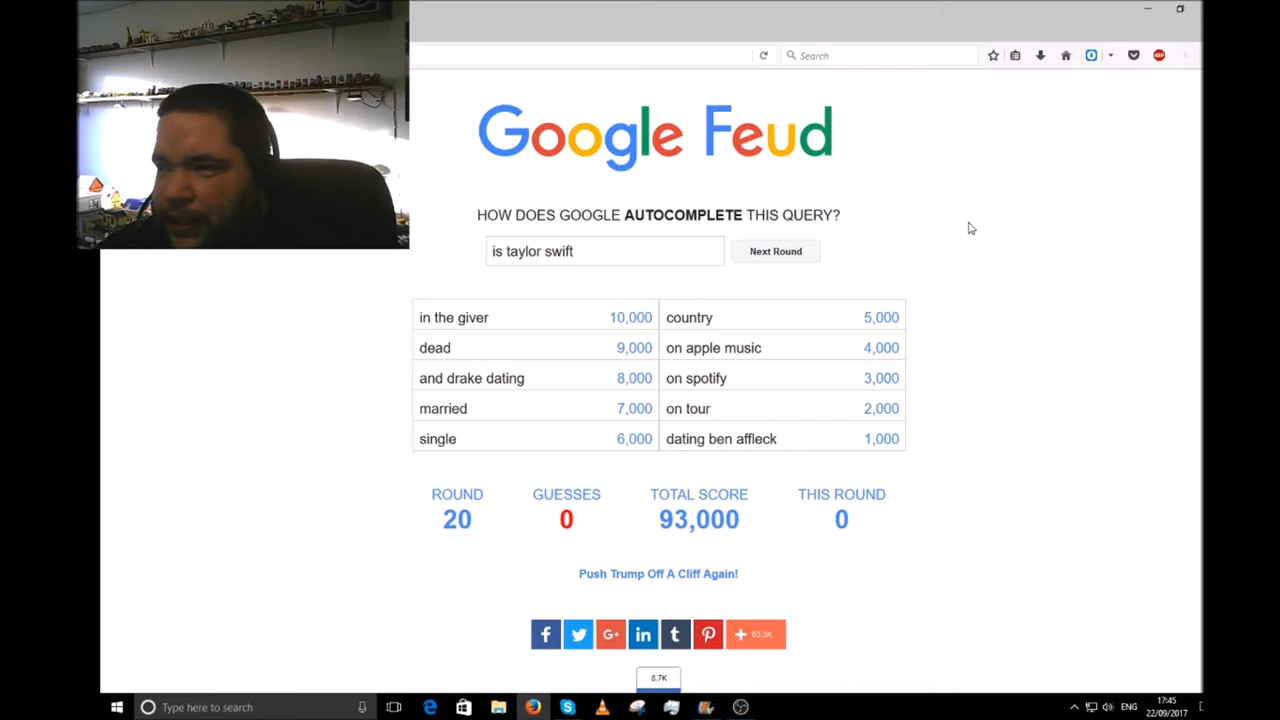 Search
Google Feud
HOW DOES GOOGLE AUTOCOMPLETE THIS QUERY?
is taylor swift Next Round
in the giver 10,000 country 5,000
dead 9,000 on apple music 4,000
and drake dating 8,000 on spotify 3,000
married 7,000 on tour 2,000
single 6,000 dating ben affleck 1,000
ROUND GUESSES TOTAL SCORE THIS ROUND
20 0 93,000 0
Push Trump Off A Cliff Again!
63.3K
8.7K
Type here to search ENG 17:45
22/09/2017